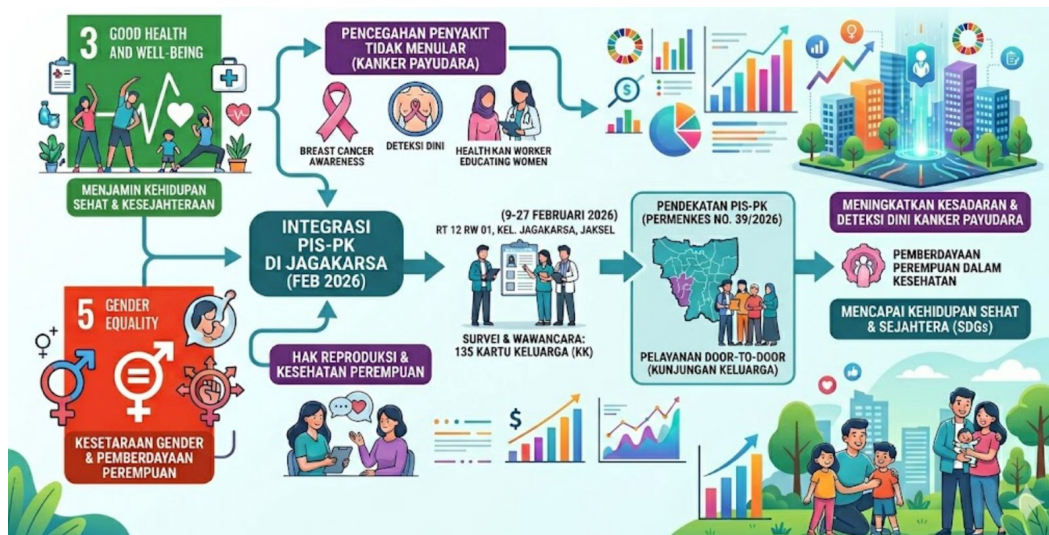 3 GOOD HEALTH
AND WELL-BEING
MENJAMIN KEHIDUPAN
SEHAT & KESEJAHTERAAN
5 GENDER
EQUALITY
KESETARAAN GENDER
& PEMBERDAYAAN
PEREMPUAN
PENCEGAHAN PENYAKIT
TIDAK MENULAR
(KANKER PAYUDARA)
BREAST CANCER
AWARENESS
DETEKSI DINI
HEALTH KAN WORKER
EDUCATING WOMEN
INTEGRASI
PIS-PK
DI JAGAKARSA
(FEB 2026)
HAK REPRODUKSI &
KESEHATAN PEREMPUAN
(9-27 FEBRUARI 2026)
RT 12 RW 01, KEL. JAGAKARSA, JAKSEL
SURVEI & WAWANCARA:
135 KARTU KELUARGA (KK)
$
$
PENDEKATAN PIS-PK
(PERMENKES NO. 39/2026)
PELAYANAN DOOR-TO-DOOR
(KUNJUNGAN KELUARGA)
MENINGKATKAN KESADARAN &
DETEKSI DINI KANKER PAYUDARA
PEMBERDAYAAN
PEREMPUAN DALAM
KESEHATAN
MENCAPAI KEHIDUPAN SEHAT
& SEJAHTERA (SDGs)